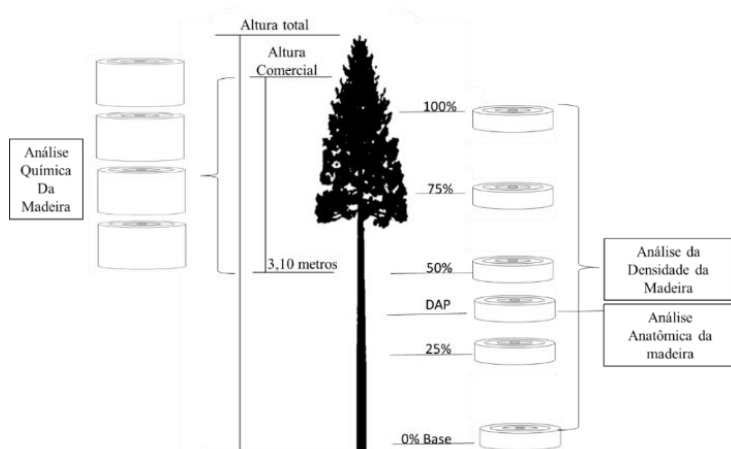 Altura total
Altura
Comercial
100%
Análise
Química
Da
Madeira
75%
3,10 metros
50%
Análise da
Densidade da
Madeira
DAP
Análise
Anatômica da
madeira
25%
0% Base